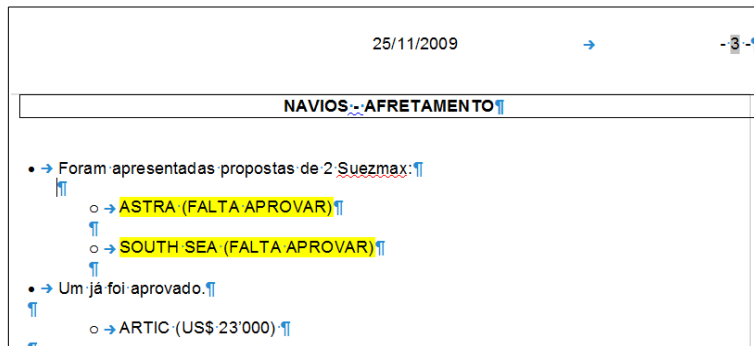 25/11/2009 - 3 -
NAVIOS - AFRETAMENTO
Foram apresentadas propostas de 2 Suezmax:
ASTRA (FALTA APROVAR)
SOUTH SEA (FALTA APROVAR)
Um já foi aprovado.
ARTIC (US$ 23'000)